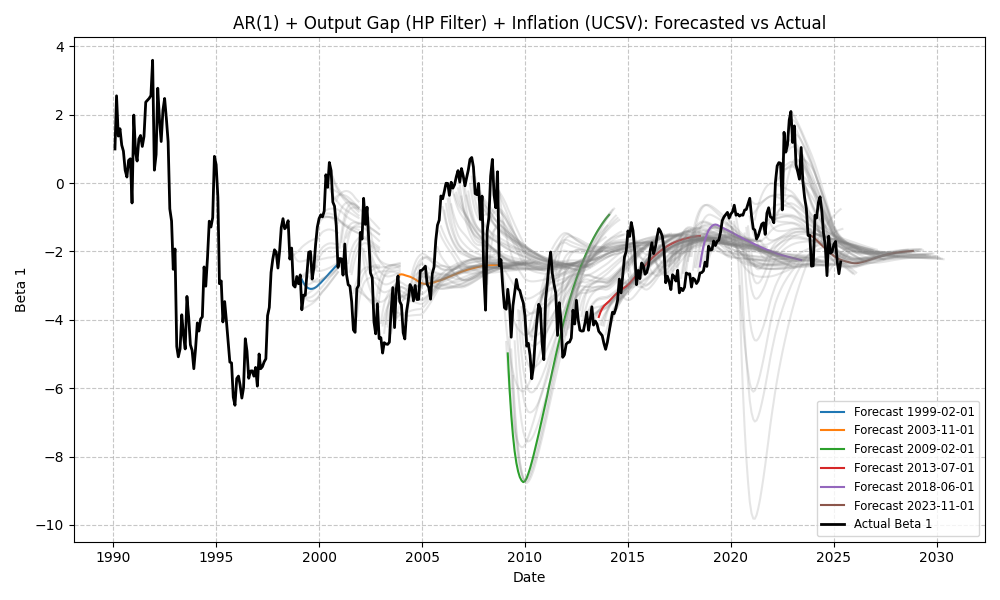 AR(1) + Output Gap (HP Filter) + Inflation (UCSV): Forecasted vs Actual
4
2
0
−2
−4
−6
−8
−10
Beta 1
1990
1995
2000
2005
2010
2015
2020
2025
2030
Date
Forecast 1999-02-01
Forecast 2003-11-01
Forecast 2009-02-01
Forecast 2013-07-01
Forecast 2018-06-01
Forecast 2023-11-01
Actual Beta 1